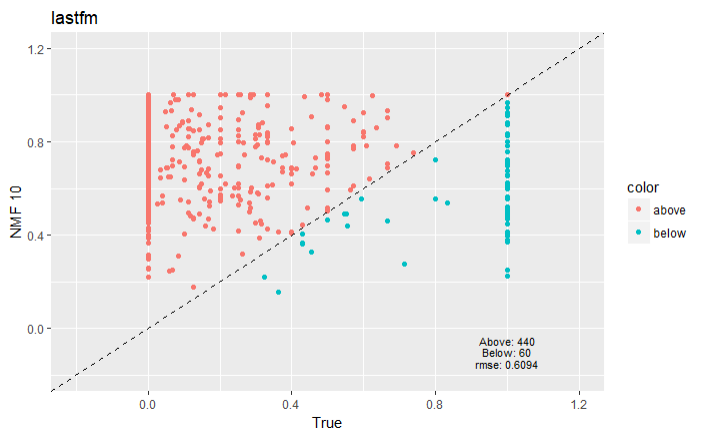 lastfm
1.2
0.8
0.4
0.0
NMF 10
0.0 0.4 0.8 1.2
True
color
above
below
Above: 440
Below: 60
rmse: 0.6094